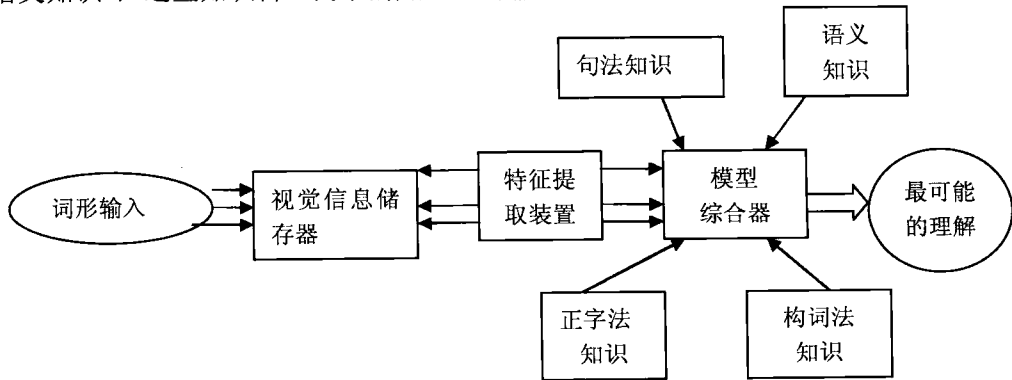 句法知识
语义
知识
词形输入
视觉信息储
存器
特征提
取装置
模型
综合器
最可能
的理解
正字法
知识
构词法
知识